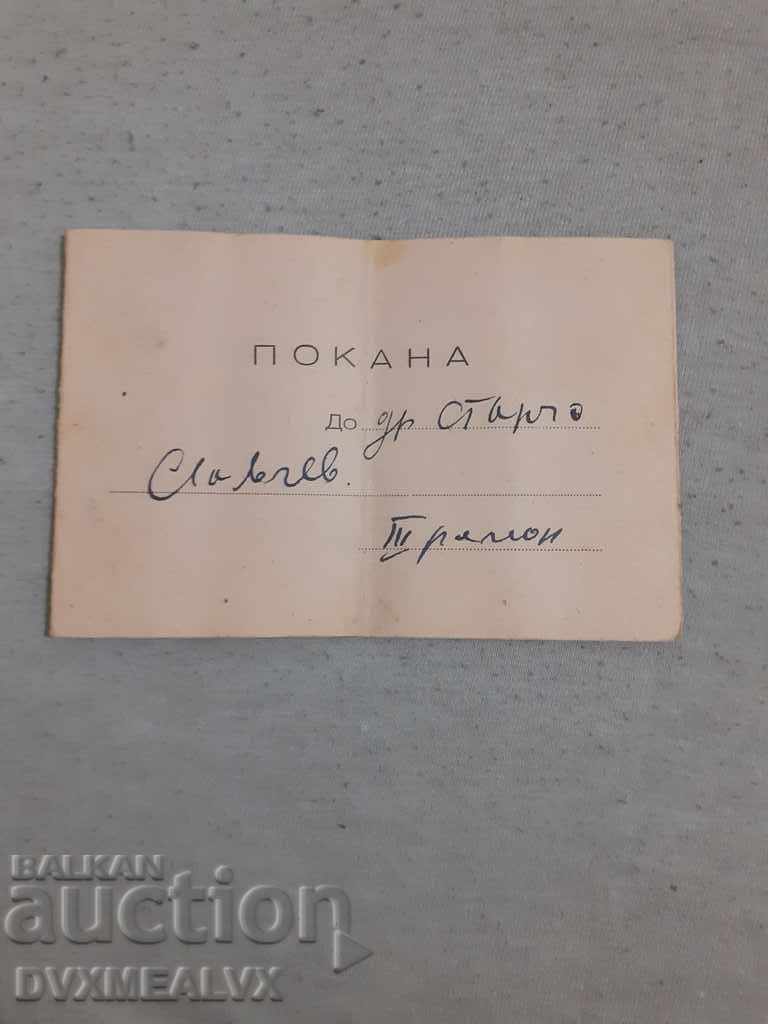 ПОКАНА
До др Старчо
Славчев.
III район
BALKAN
auction
DVXMEALVX